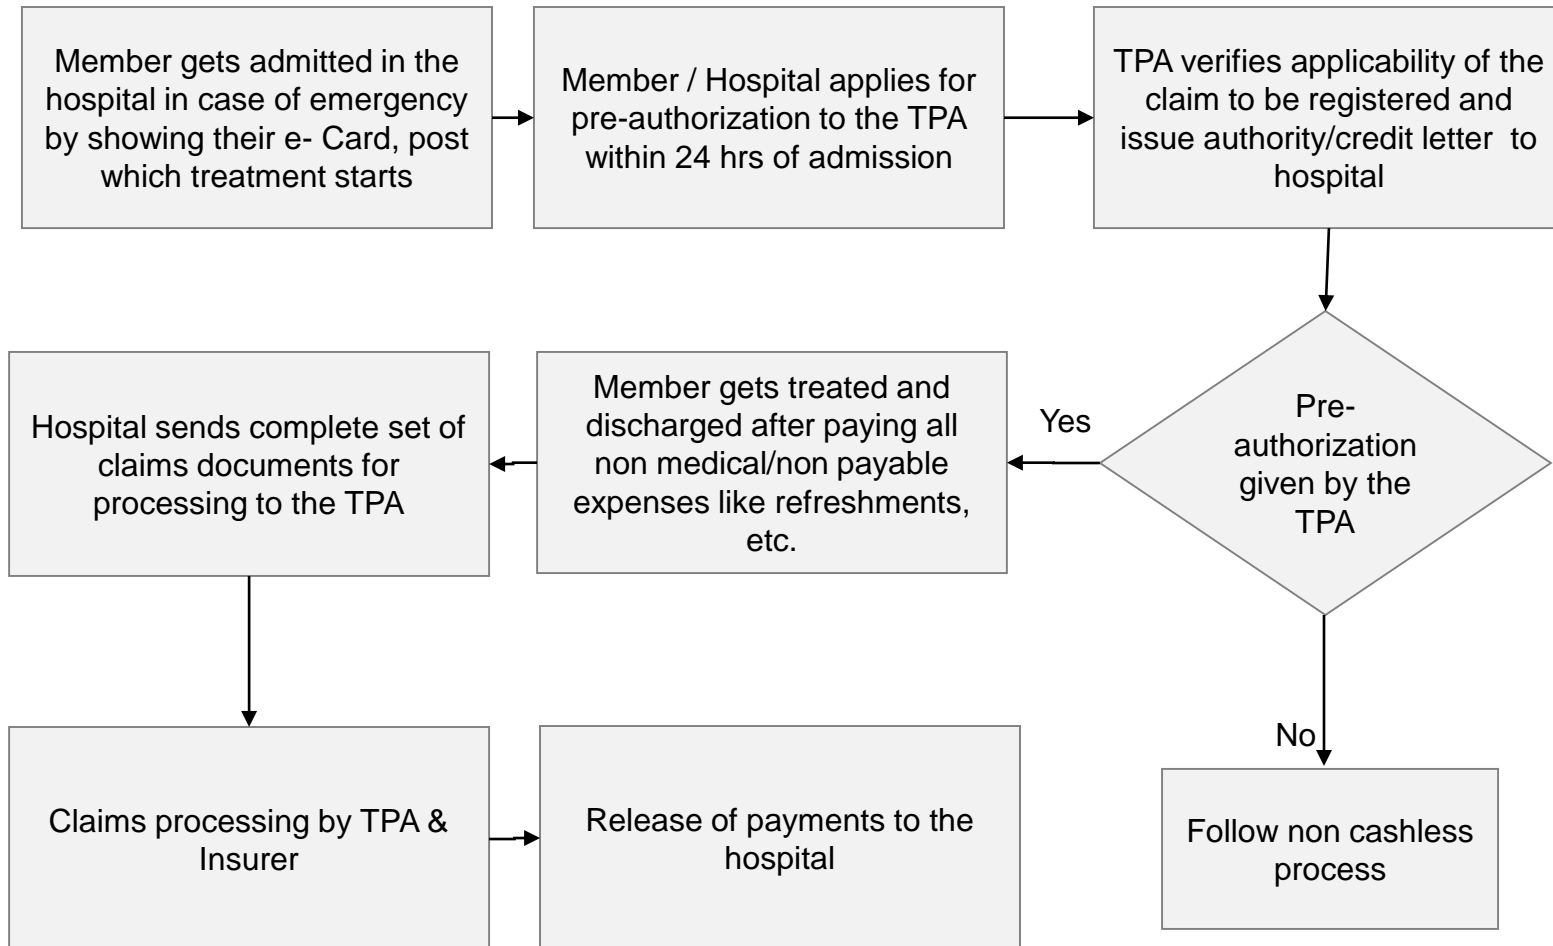 Member gets admitted in the
hospital in case of emergency
by showing their e- Card, post
which treatment starts
Member / Hospital applies for
pre-authorization to the TPA
within 24 hrs of admission
TPA verifies applicability of the
claim to be registered and
issue authority/credit letter to
hospital
Pre-
authorization
given by the
TPA
Yes
Member gets treated and
discharged after paying all
non medical/non payable
expenses like refreshments,
etc.
Hospital sends complete set of
claims documents for
processing to the TPA
Claims processing by TPA &
Insurer
Release of payments to the
hospital
No
Follow non cashless
process